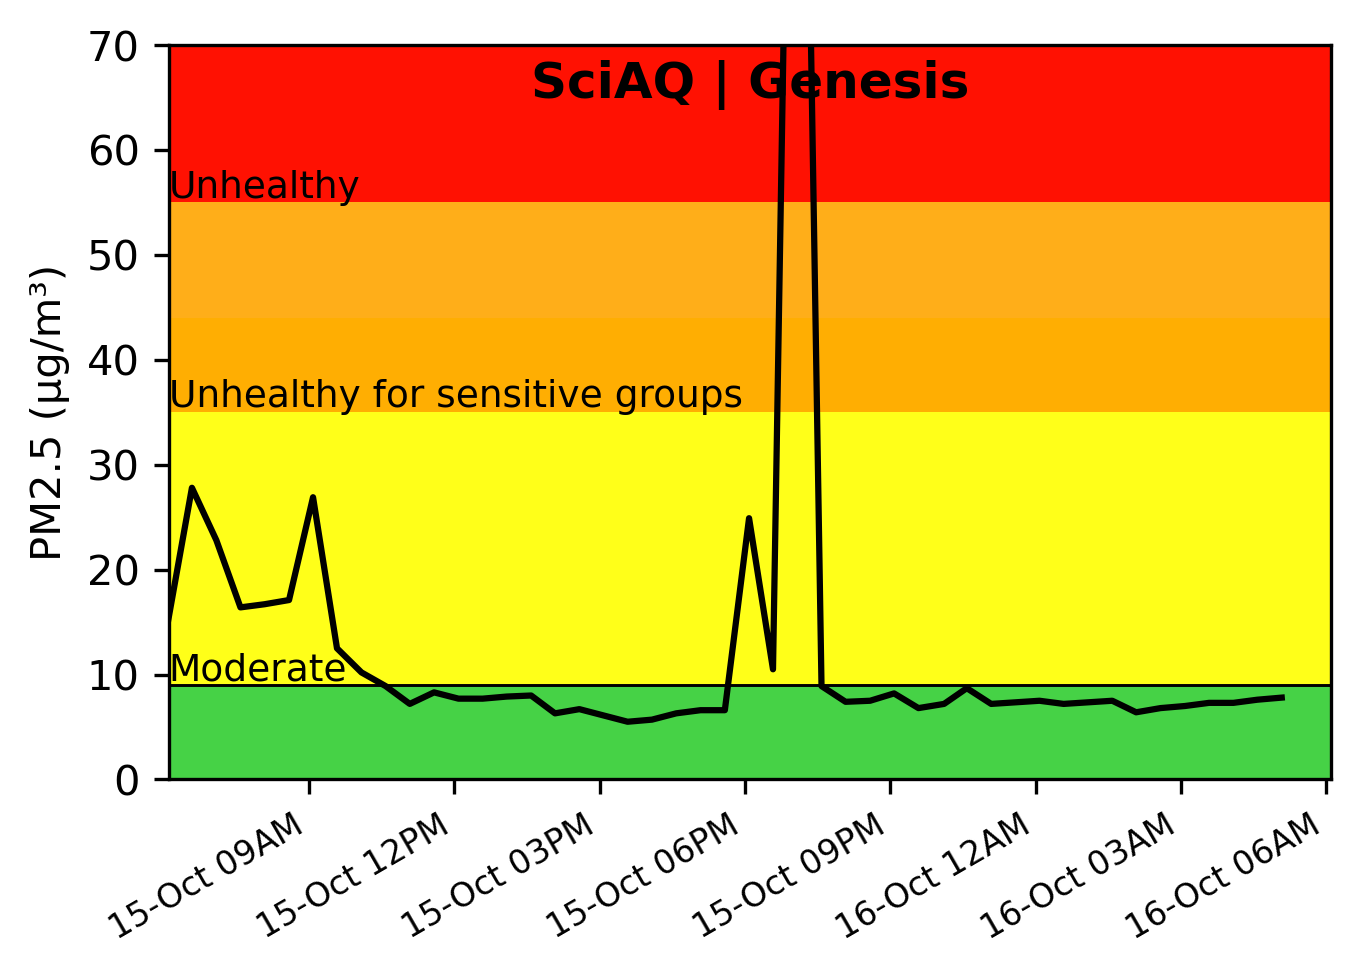 SciAQ | Genesis
PM2.5 (µg/m³)
70
60
50
40
30
20
10
0
Unhealthy
Unhealthy for sensitive groups
Moderate
15-Oct 09AM
15-Oct 12PM
15-Oct 03PM
15-Oct 06PM
15-Oct 09PM
16-Oct 12AM
16-Oct 03AM
16-Oct 06AM